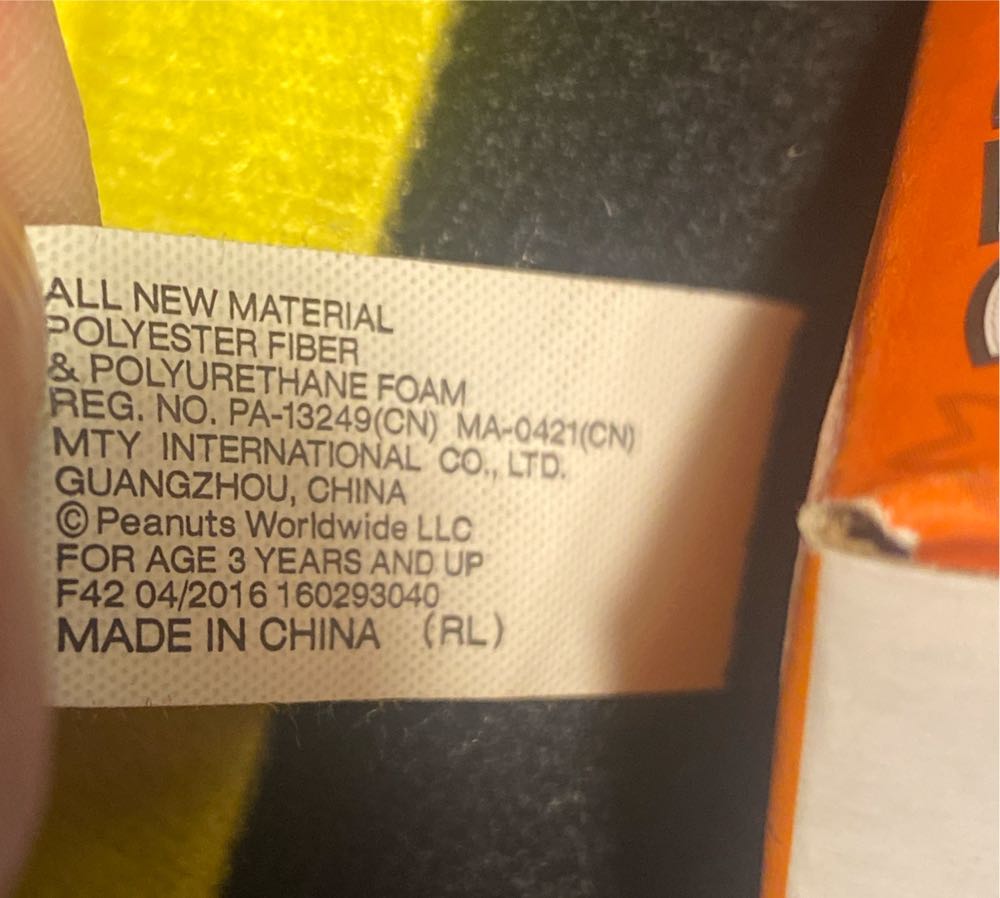 ALL NEW MATERIAL
POLYESTER FIBER
& POLYURETHANE FOAM
REG. NO. PA-13249(CN) MA-0421(CN)
MTY INTERNATIONAL CO., LTD.
GUANGZHOU, CHINA
© Peanuts Worldwide LLC
FOR AGE 3 YEARS AND UP
F42 04/2016 160293040
MADE IN CHINA (RL)